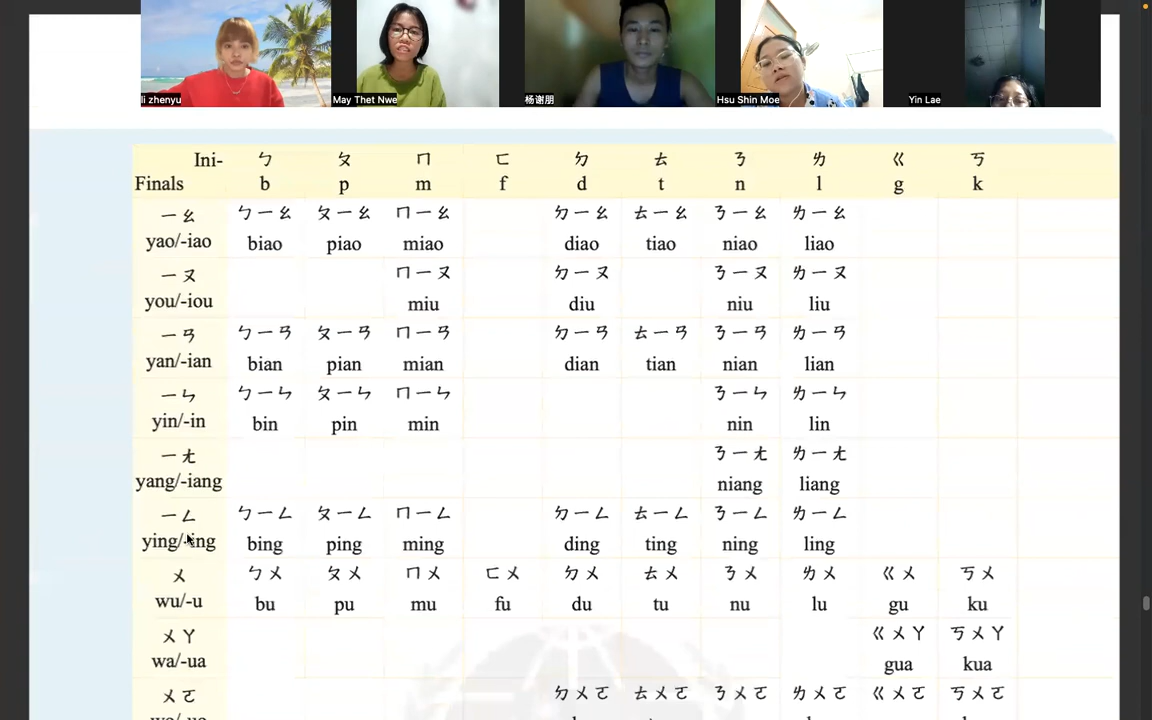 li zhenyu
May Thet Nwe
杨谢朋
Hsu Shin Moe
Yin Lae
Ini- ㄅ ㄆ ㄇ ㄈ ㄉ ㄊ ㄋ ㄌ ㄍ ㄎ
Finals b p m f d t n l g k
ㄧㄠ ㄅㄧㄠ ㄆㄧㄠ ㄇㄧㄠ ㄉㄧㄠ ㄊㄧㄠ ㄋㄧㄠ ㄌㄧㄠ
yao/-iao biao piao miao diao tiao niao liao
ㄧㄡ ㄇㄧㄡ ㄉㄧㄡ ㄋㄧㄡ ㄌㄧㄡ
you/-iou miu diu niu liu
ㄧㄢ ㄅㄧㄢ ㄆㄧㄢ ㄇㄧㄢ ㄉㄧㄢ ㄊㄧㄢ ㄋㄧㄢ ㄌㄧㄢ
yan/-ian bian pian mian dian tian nian lian
ㄧㄣ ㄅㄧㄣ ㄆㄧㄣ ㄇㄧㄣ ㄋㄧㄣ ㄌㄧㄣ
yin/-in bin pin min nin lin
ㄧㄤ ㄋㄧㄤ ㄌㄧㄤ
yang/-iang niang liang
ㄧㄥ ㄅㄧㄥ ㄆㄧㄥ ㄇㄧㄥ ㄉㄧㄥ ㄊㄧㄥ ㄋㄧㄥ ㄌㄧㄥ
ying/-ing bing ping ming ding ting ning ling
ㄨ ㄅㄨ ㄆㄨ ㄇㄨ ㄈㄨ ㄉㄨ ㄊㄨ ㄋㄨ ㄌㄨ ㄍㄨ ㄎㄨ
wu/-u bu pu mu fu du tu nu lu gu ku
ㄨㄚ ㄍㄨㄚ ㄎㄨㄚ
wa/-ua gua kua
ㄨㄛ ㄉㄨㄛ ㄊㄨㄛ ㄋㄨㄛ ㄌㄨㄛ ㄍㄨㄛ ㄎㄨㄛ